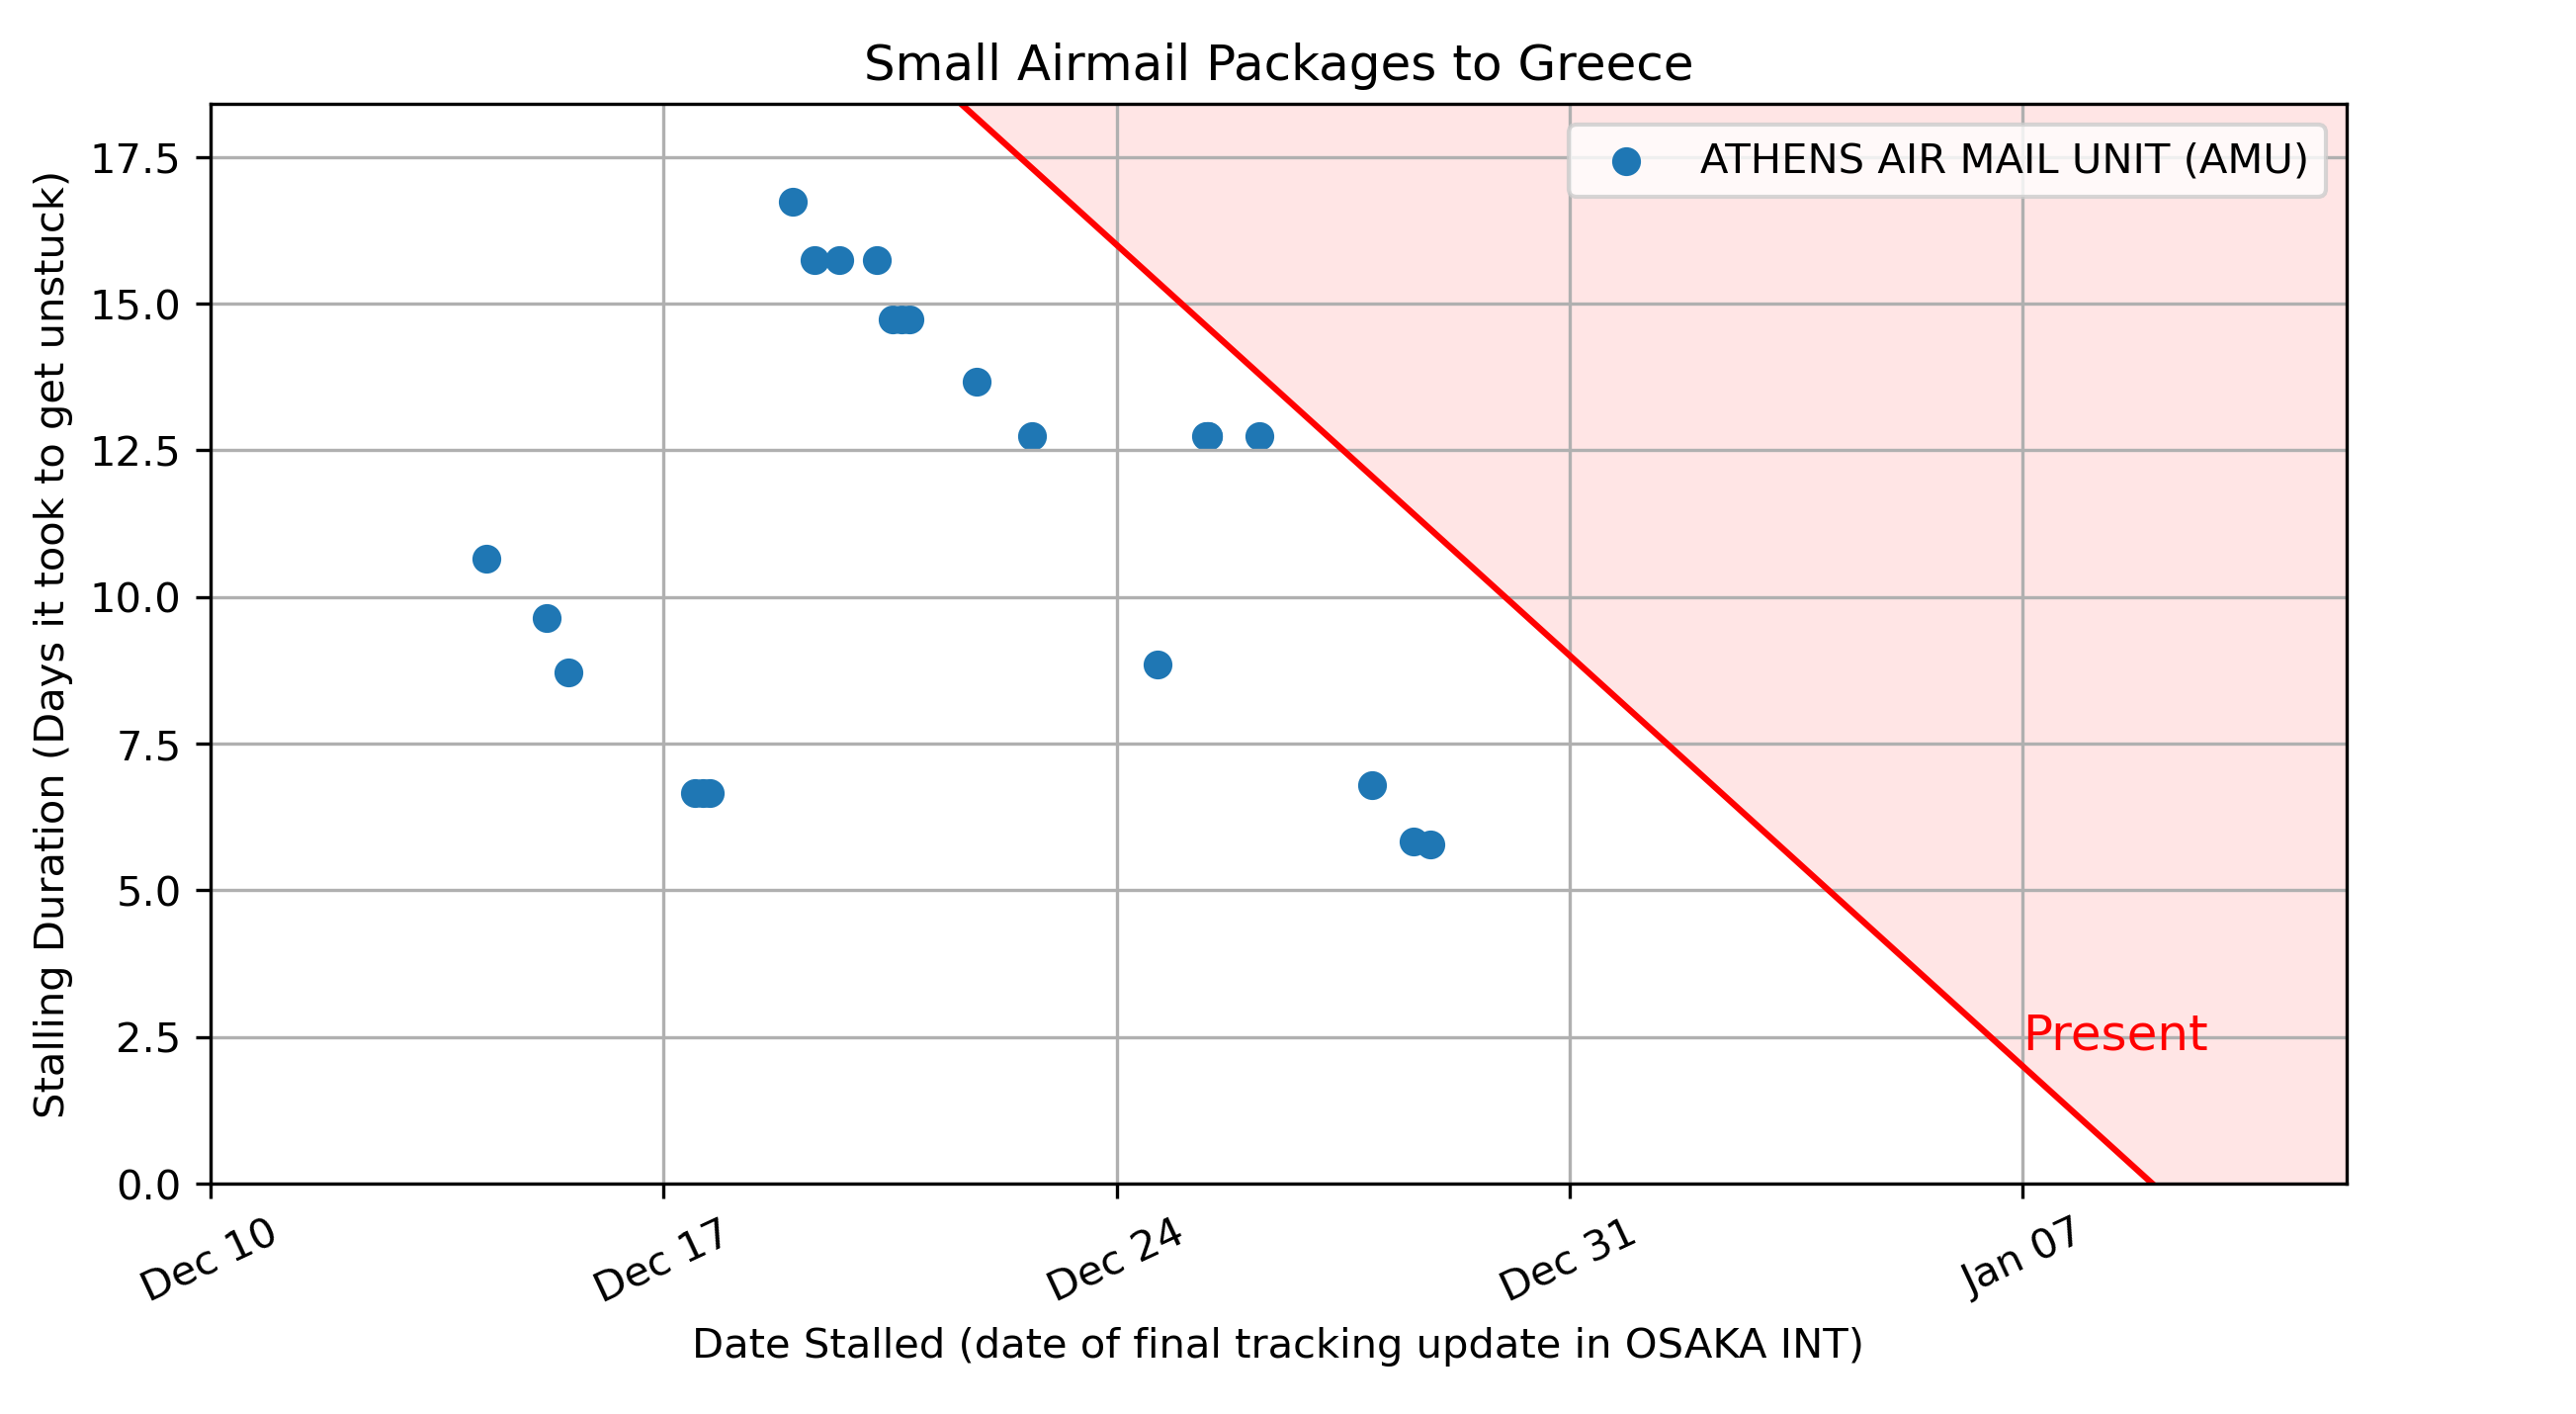 Small Airmail Packages to Greece
ATHENS AIR MAIL UNIT (AMU)
Stalling Duration (Days it took to get unstuck)
17.5
15.0
12.5
10.0
7.5
5.0
2.5
0.0
Present
Dec 10
Dec 17
Dec 24
Dec 31
Jan 07
Date Stalled (date of final tracking update in OSAKA INT)